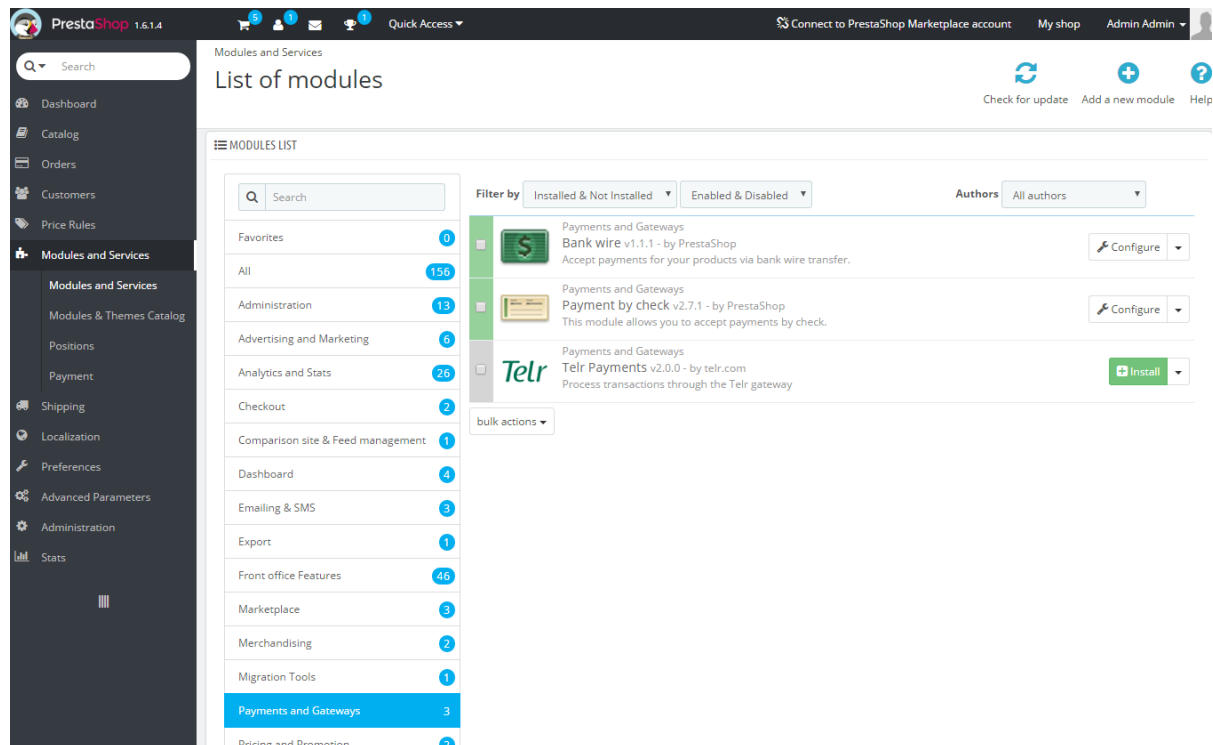 PrestaShop 1.6.1.4
5
1
1
Quick Access
Connect to PrestaShop Marketplace account
My shop
Admin Admin
Search
Dashboard
Catalog
Orders
Customers
Price Rules
Modules and Services
Modules and Services
Modules & Themes Catalog
Positions
Payment
Shipping
Localization
Preferences
Advanced Parameters
Administration
Stats
Modules and Services
List of modules
Check for update
Add a new module
Help
MODULES LIST
Search
Favorites 0
All 156
Administration 13
Advertising and Marketing 6
Analytics and Stats 26
Checkout 2
Comparison site & Feed management 1
Dashboard 4
Emailing & SMS 3
Export 1
Front office Features 46
Marketplace 3
Merchandising 2
Migration Tools 1
Payments and Gateways 3
Pricing and Promotion
Filter by Installed & Not Installed Enabled & Disabled
Authors All authors
Payments and Gateways
Bank wire v1.1.1 - by PrestaShop
Accept payments for your products via bank wire transfer.
Configure
Payments and Gateways
Payment by check v2.7.1 - by PrestaShop
This module allows you to accept payments by check.
Configure
Telr
Payments and Gateways
Telr Payments v2.0.0 - by telr.com
Process transactions through the Telr gateway
Install
bulk actions